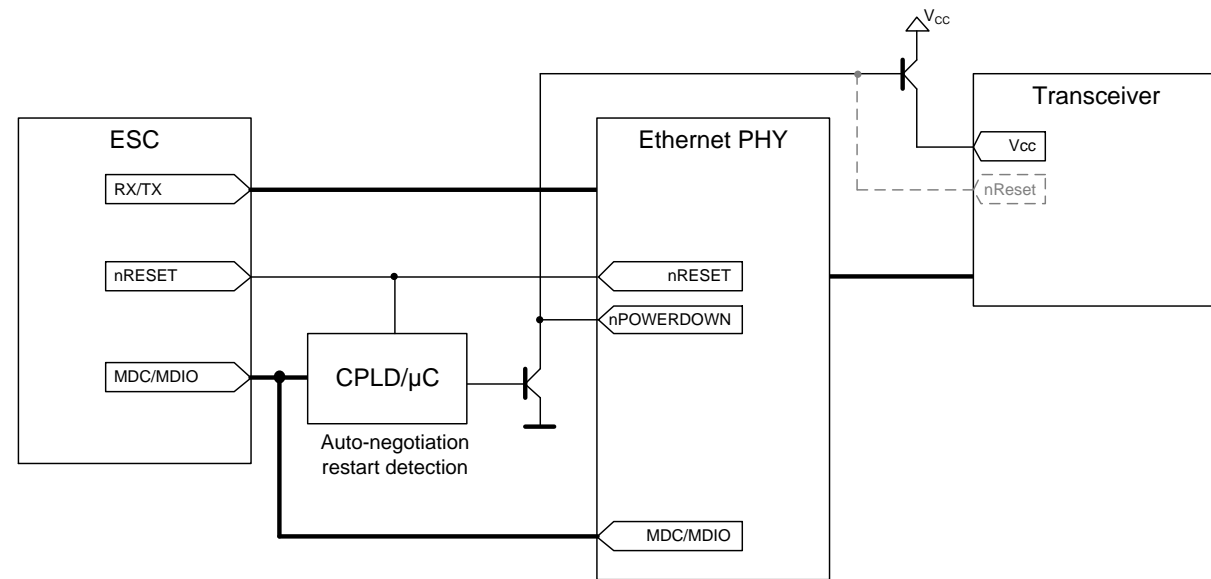 V_CC
Transceiver
ESC
Ethernet PHY
Vcc
RX/TX
nReset
nRESET
nRESET
nPOWERDOWN
MDC/MDIO
CPLD/µC
Auto-negotiation
restart detection
MDC/MDIO